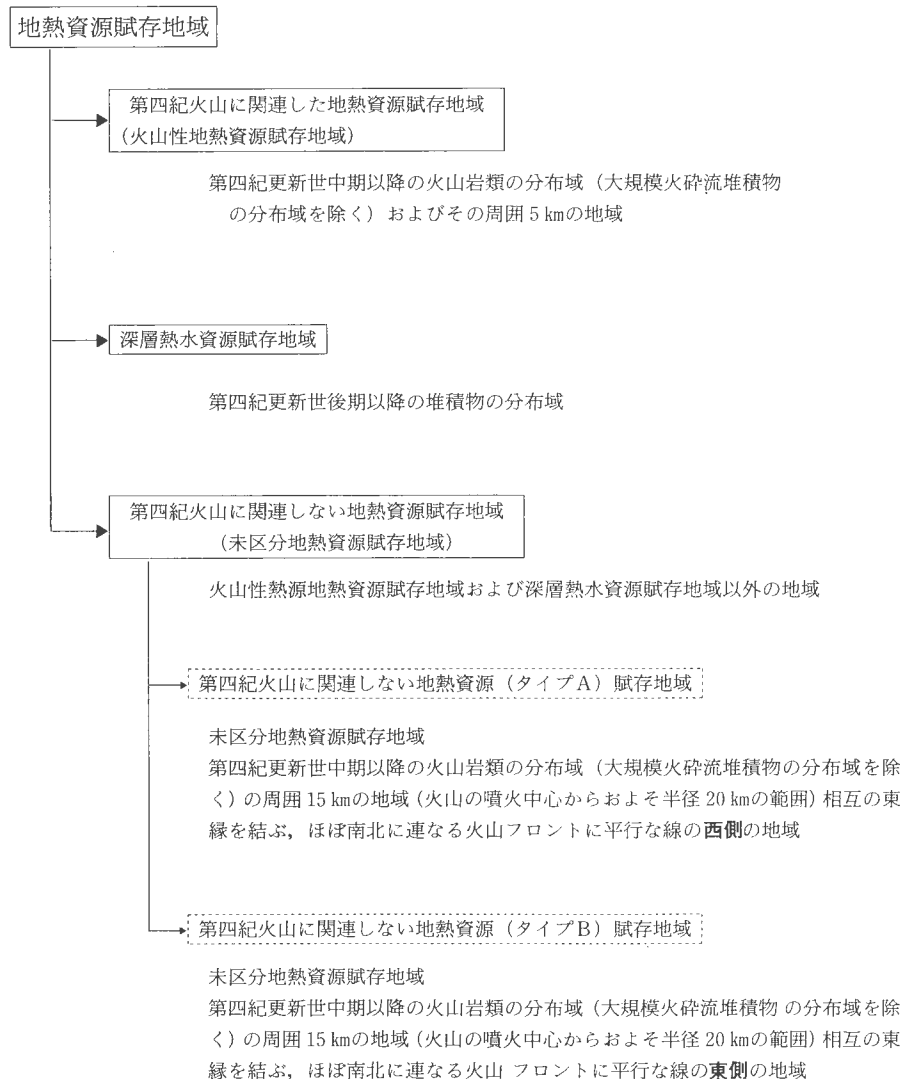 地熱資源賦存地域
第四紀火山に関連した地熱資源賦存地域
(火山性地熱資源賦存地域)
第四紀更新世中期以降の火山岩類の分布域（大規模火砕流堆積物
の分布域を除く）およびその周囲5㎞の地域
深層熱水資源賦存地域
第四紀更新世後期以降の堆積物の分布域
第四紀火山に関連しない地熱資源賦存地域
(未区分地熱資源賦存地域)
火山性熱源地熱資源賦存地域および深層熱水資源賦存地域以外の地域
第四紀火山に関連しない地熱資源（タイプA）賦存地域
未区分地熱資源賦存地域
第四紀更新世中期以降の火山岩類の分布域（大規模火砕流堆積物の分布域を除
く）の周囲15㎞の地域（火山の噴火中心からおよそ半径20㎞の範囲）相互の東
縁を結ぶ，ほぼ南北に連なる火山フロントに平行な線の西側の地域
第四紀火山に関連しない地熱資源（タイプB）賦存地域
未区分地熱資源賦存地域
第四紀更新世中期以降の火山岩類の分布域（大規模火砕流堆積物 の分布域を除
く）の周囲15㎞の地域（火山の噴火中心からおよそ半径20㎞の範囲）相互の東
縁を結ぶ，ほぼ南北に連なる火山 フロントに平行な線の東側の地域